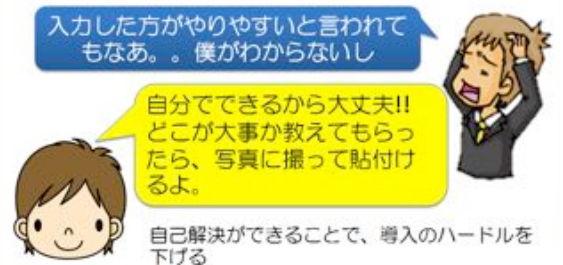 入力した方がやりやすいと言われて
もなあ。。僕がわからないし
自分でできるから大丈夫!!
どこが大事か教えてもらっ
たら、写真に撮って貼付け
るよ。
自己解決ができることで、導入のハードルを
下げる